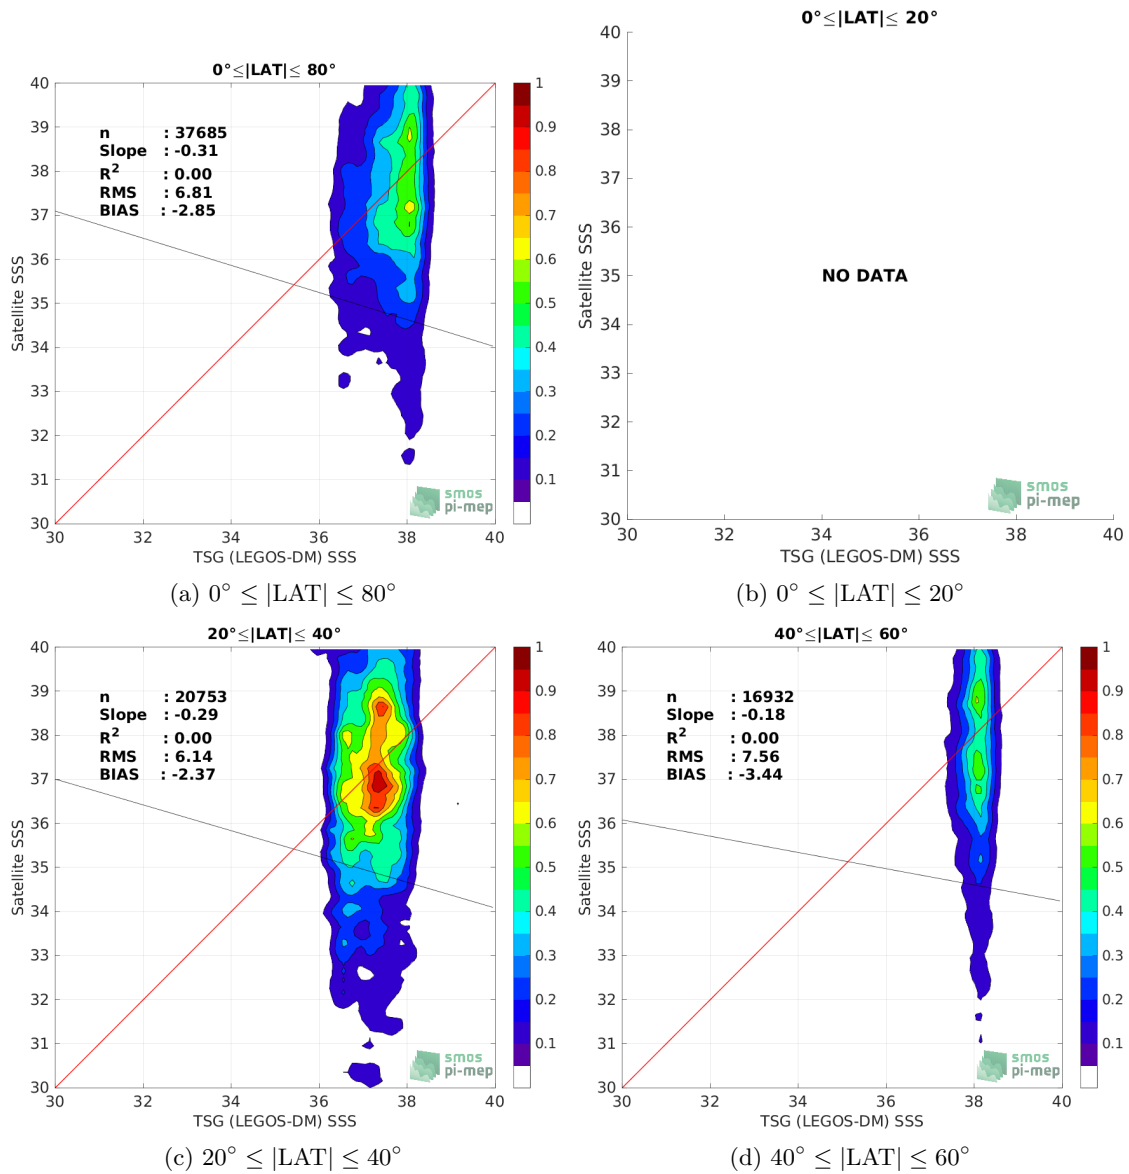 0°≤|LAT|≤ 80°
40
39
38
37
36
35
34
33
32
31
30
Satellite SSS
n : 37685
Slope : -0.31
R² : 0.00
RMS : 6.81
BIAS : -2.85
smos
pi-mep
30 32 34 36 38 40
TSG (LEGOS-DM) SSS
1
0.9
0.8
0.7
0.6
0.5
0.4
0.3
0.2
0.1
(a) 0° ≤ |LAT| ≤ 80°
0°≤|LAT|≤ 20°
40
39
38
37
36
35
34
33
32
31
30
Satellite SSS
NO DATA
smos
pi-mep
30 32 34 36 38 40
TSG (LEGOS-DM) SSS
(b) 0° ≤ |LAT| ≤ 20°
20°≤|LAT|≤ 40°
40
39
38
37
36
35
34
33
32
31
30
Satellite SSS
n : 20753
Slope : -0.29
R² : 0.00
RMS : 6.14
BIAS : -2.37
smos
pi-mep
30 32 34 36 38 40
TSG (LEGOS-DM) SSS
1
0.9
0.8
0.7
0.6
0.5
0.4
0.3
0.2
0.1
(c) 20° ≤ |LAT| ≤ 40°
40°≤|LAT|≤ 60°
40
39
38
37
36
35
34
33
32
31
30
Satellite SSS
n : 16932
Slope : -0.18
R² : 0.00
RMS : 7.56
BIAS : -3.44
smos
pi-mep
30 32 34 36 38 40
TSG (LEGOS-DM) SSS
1
0.9
0.8
0.7
0.6
0.5
0.4
0.3
0.2
0.1
(d) 40° ≤ |LAT| ≤ 60°